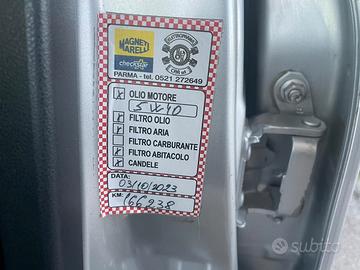 MAGNETI
MARELLI
checkstar
PARMA - tel. 0521 272649
X OLIO MOTORE
5W40
X FILTRO OLIO
X FILTRO ARIA
FILTRO CARBURANTE
X FILTRO ABITACOLO
X CANDELE
DATA:
03/10/2023
KM:
166238
subito